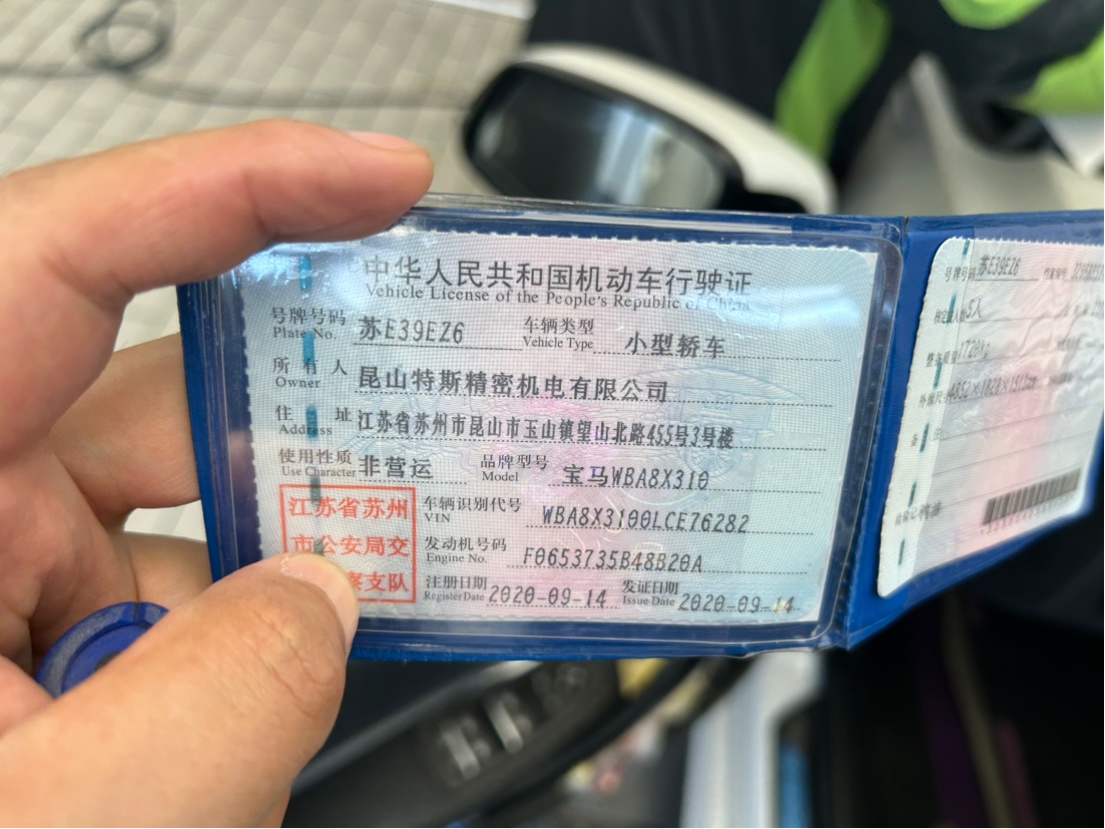 中华人民共和国机动车行驶证
Vehicle License of the People's Republic of China
号牌号码 苏E39EZ6 车辆类型 小型轿车
Plate No. Vehicle Type
所有人 昆山特斯精密机电有限公司
Owner
住址 江苏省苏州市昆山市玉山镇望山北路455号3号楼
Address
使用性质 非营运 品牌型号 宝马WBA8X310
Use Character Model
江苏省苏州
市公安局交
察支队
车辆识别代号 WBA8X3100LCE76282
VIN
发动机号码 F0653735B48B20A
Engine No.
注册日期 2020-09-14 发证日期 2020-09-14
Register Date Issue Date
号牌号码 苏E39EZ6
5人
1720kg